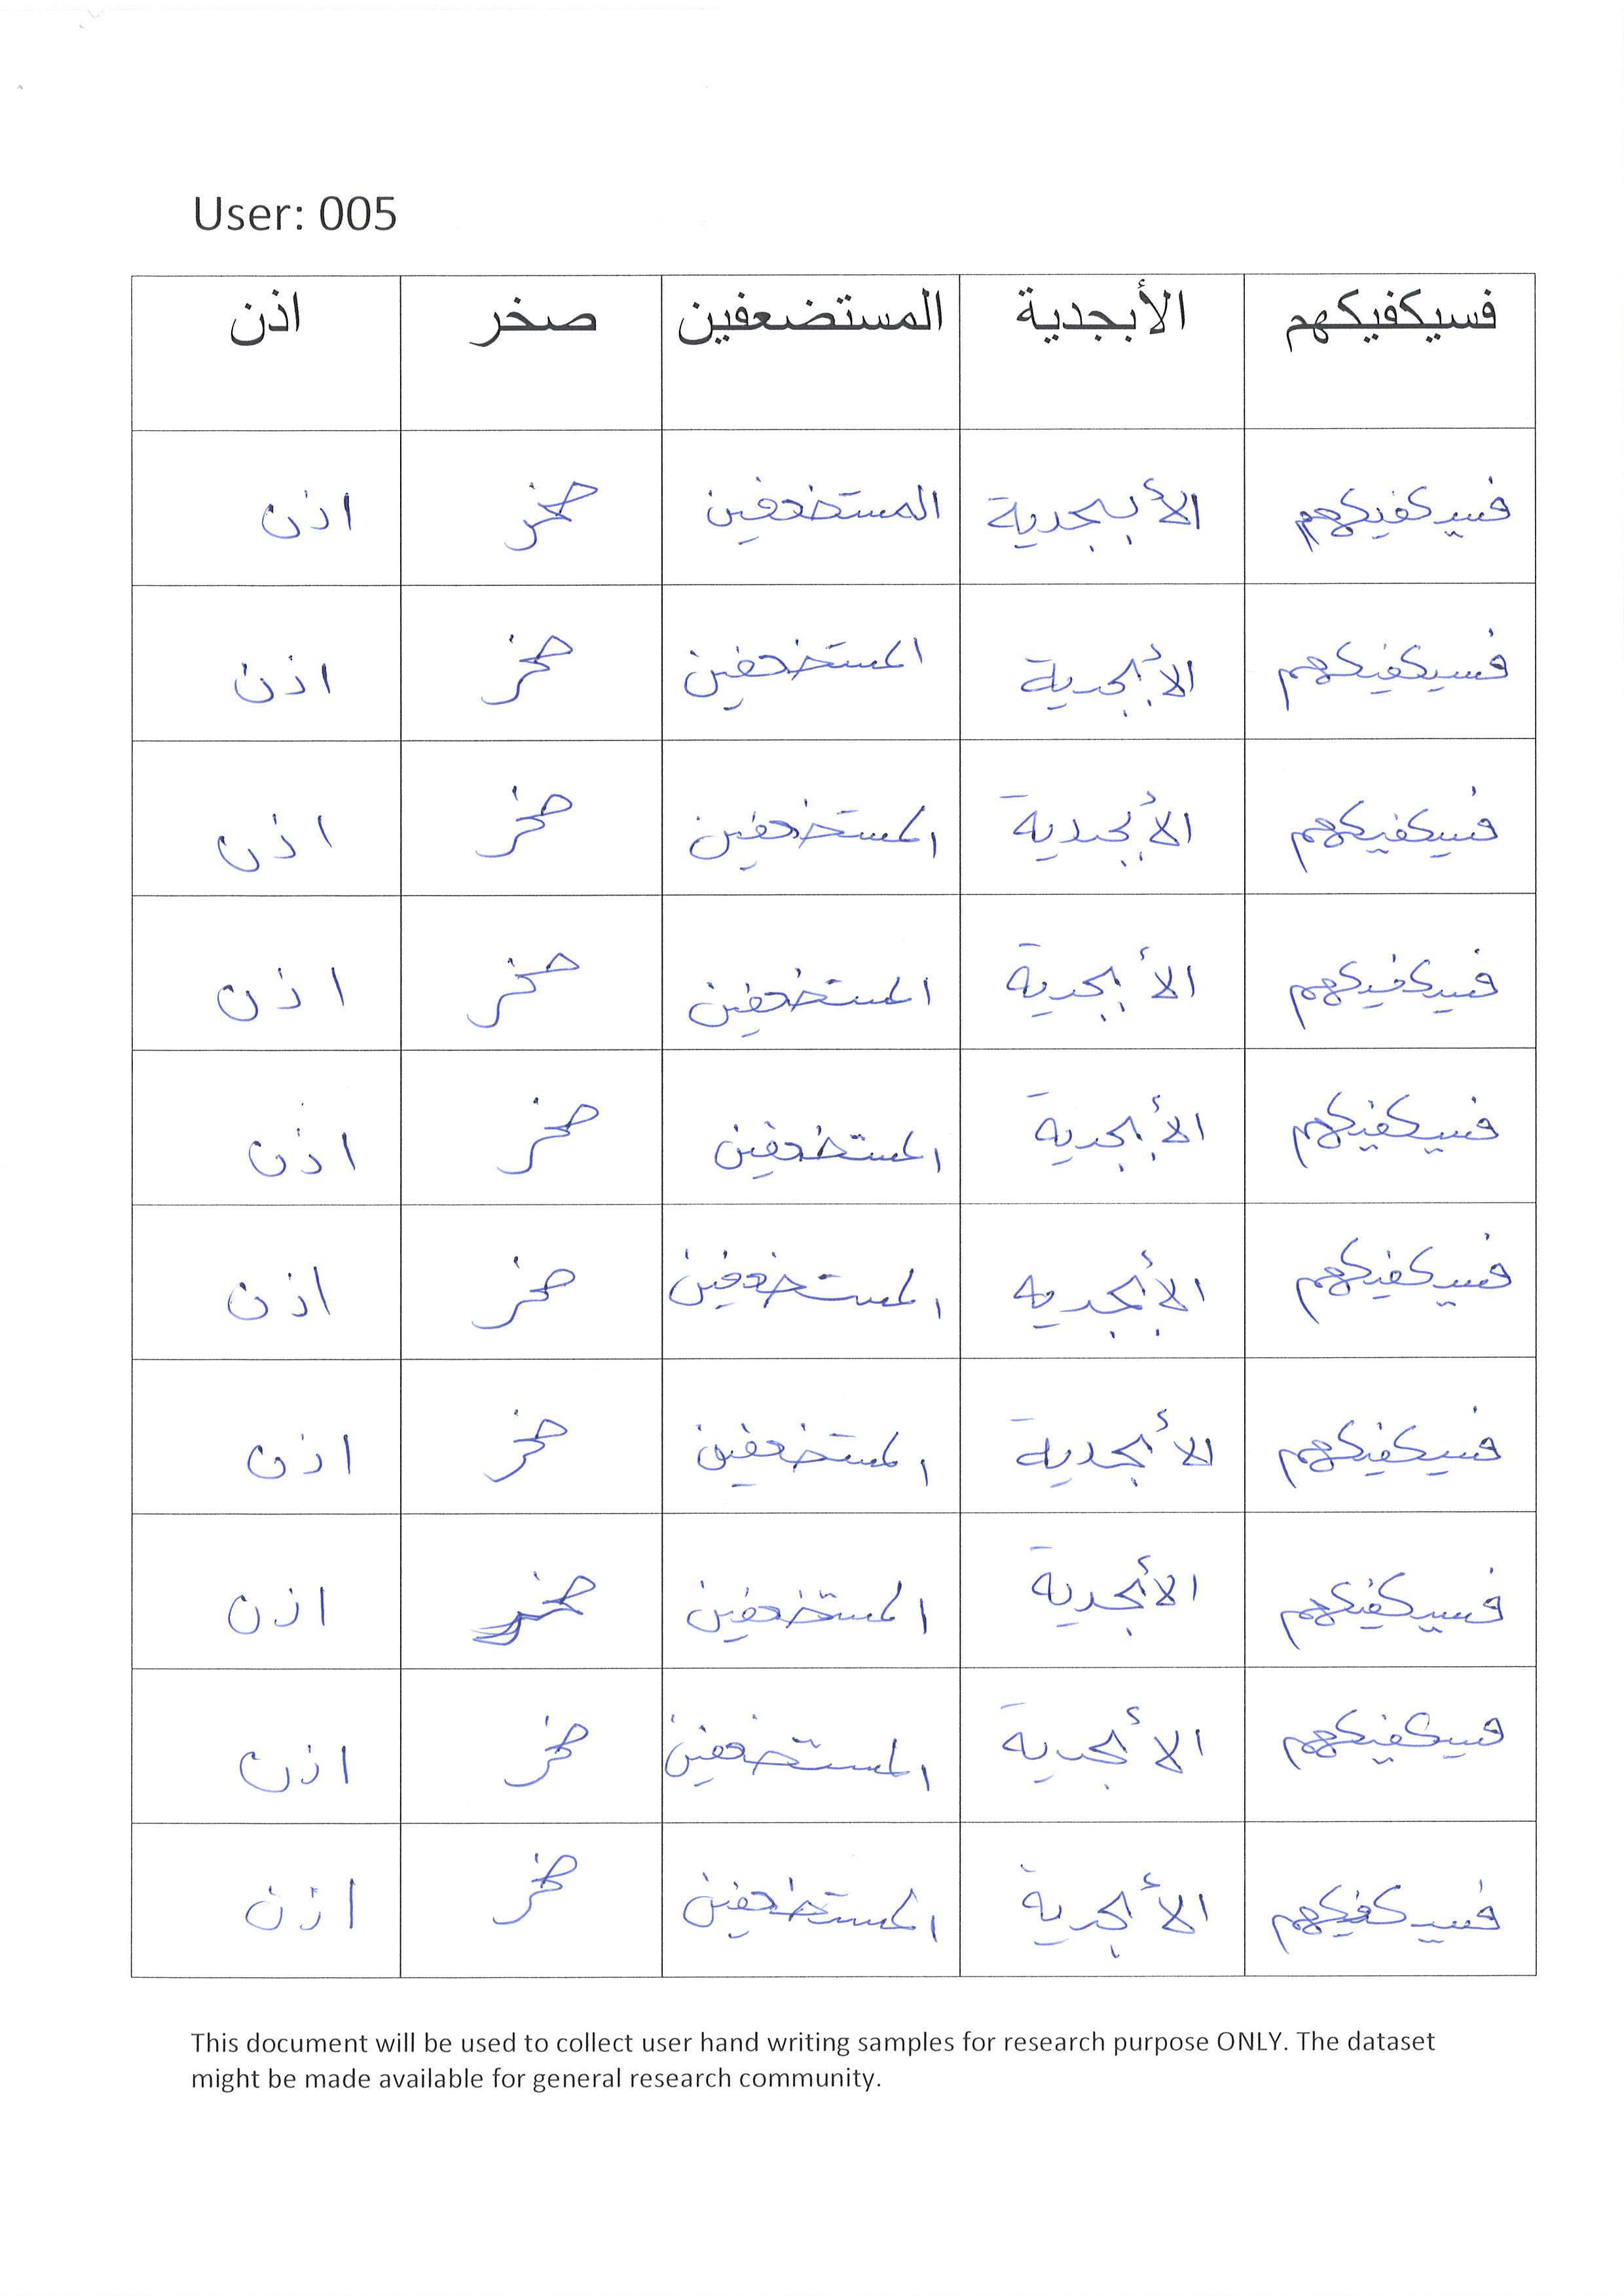 User: 005
فسيكفيكهم الأبجدية المستضعفين صخر اذن
فسيكفيكهم الأبجدية المستضعفين صخر اذن
فسيكفيكهم الأبجدية المستضعفين صخر اذن
فسيكفيكهم الأبجدية المستضعفين صخر اذن
فسيكفيكهم الأبجدية المستضعفين صخر اذن
فسيكفيكهم الأبجدية المستضعفين صخر اذن
فسيكفيكهم الأبجديه المستضعفين صخر اذن
فسيكفيكهم الأبجدية المستضعفين صخر اذن
فسيكفيكهم الأبجدية المستضعفين صخر اذن
فسيكفيكهم الأبجدية المستضعفين صخر اذن
فسيكفيكهم الأبجدية المستضعفين صخر اذن
This document will be used to collect user hand writing samples for research purpose ONLY. The dataset
might be made available for general research community.